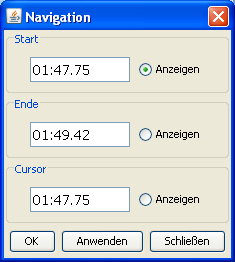 Navigation
Start
01:47.75 Anzeigen
Ende
01:49.42 Anzeigen
Cursor
01:47.75 Anzeigen
OK Anwenden Schließen